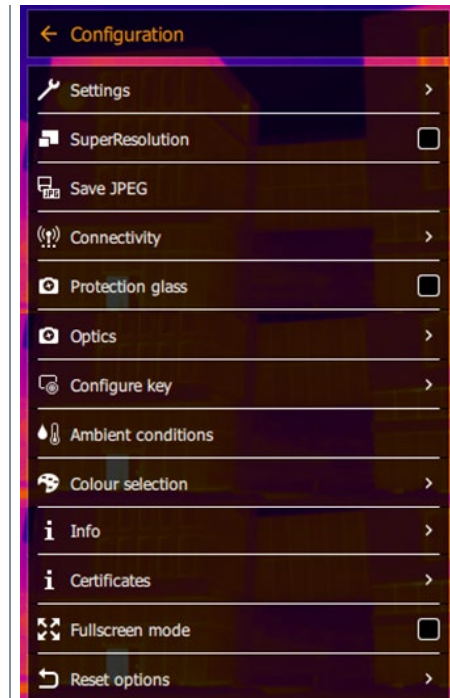 Configuration
Settings
SuperResolution
JPG Save JPEG
Connectivity
Protection glass
Optics
Configure key
Ambient conditions
Colour selection
i Info
i Certificates
Fullscreen mode
Reset options